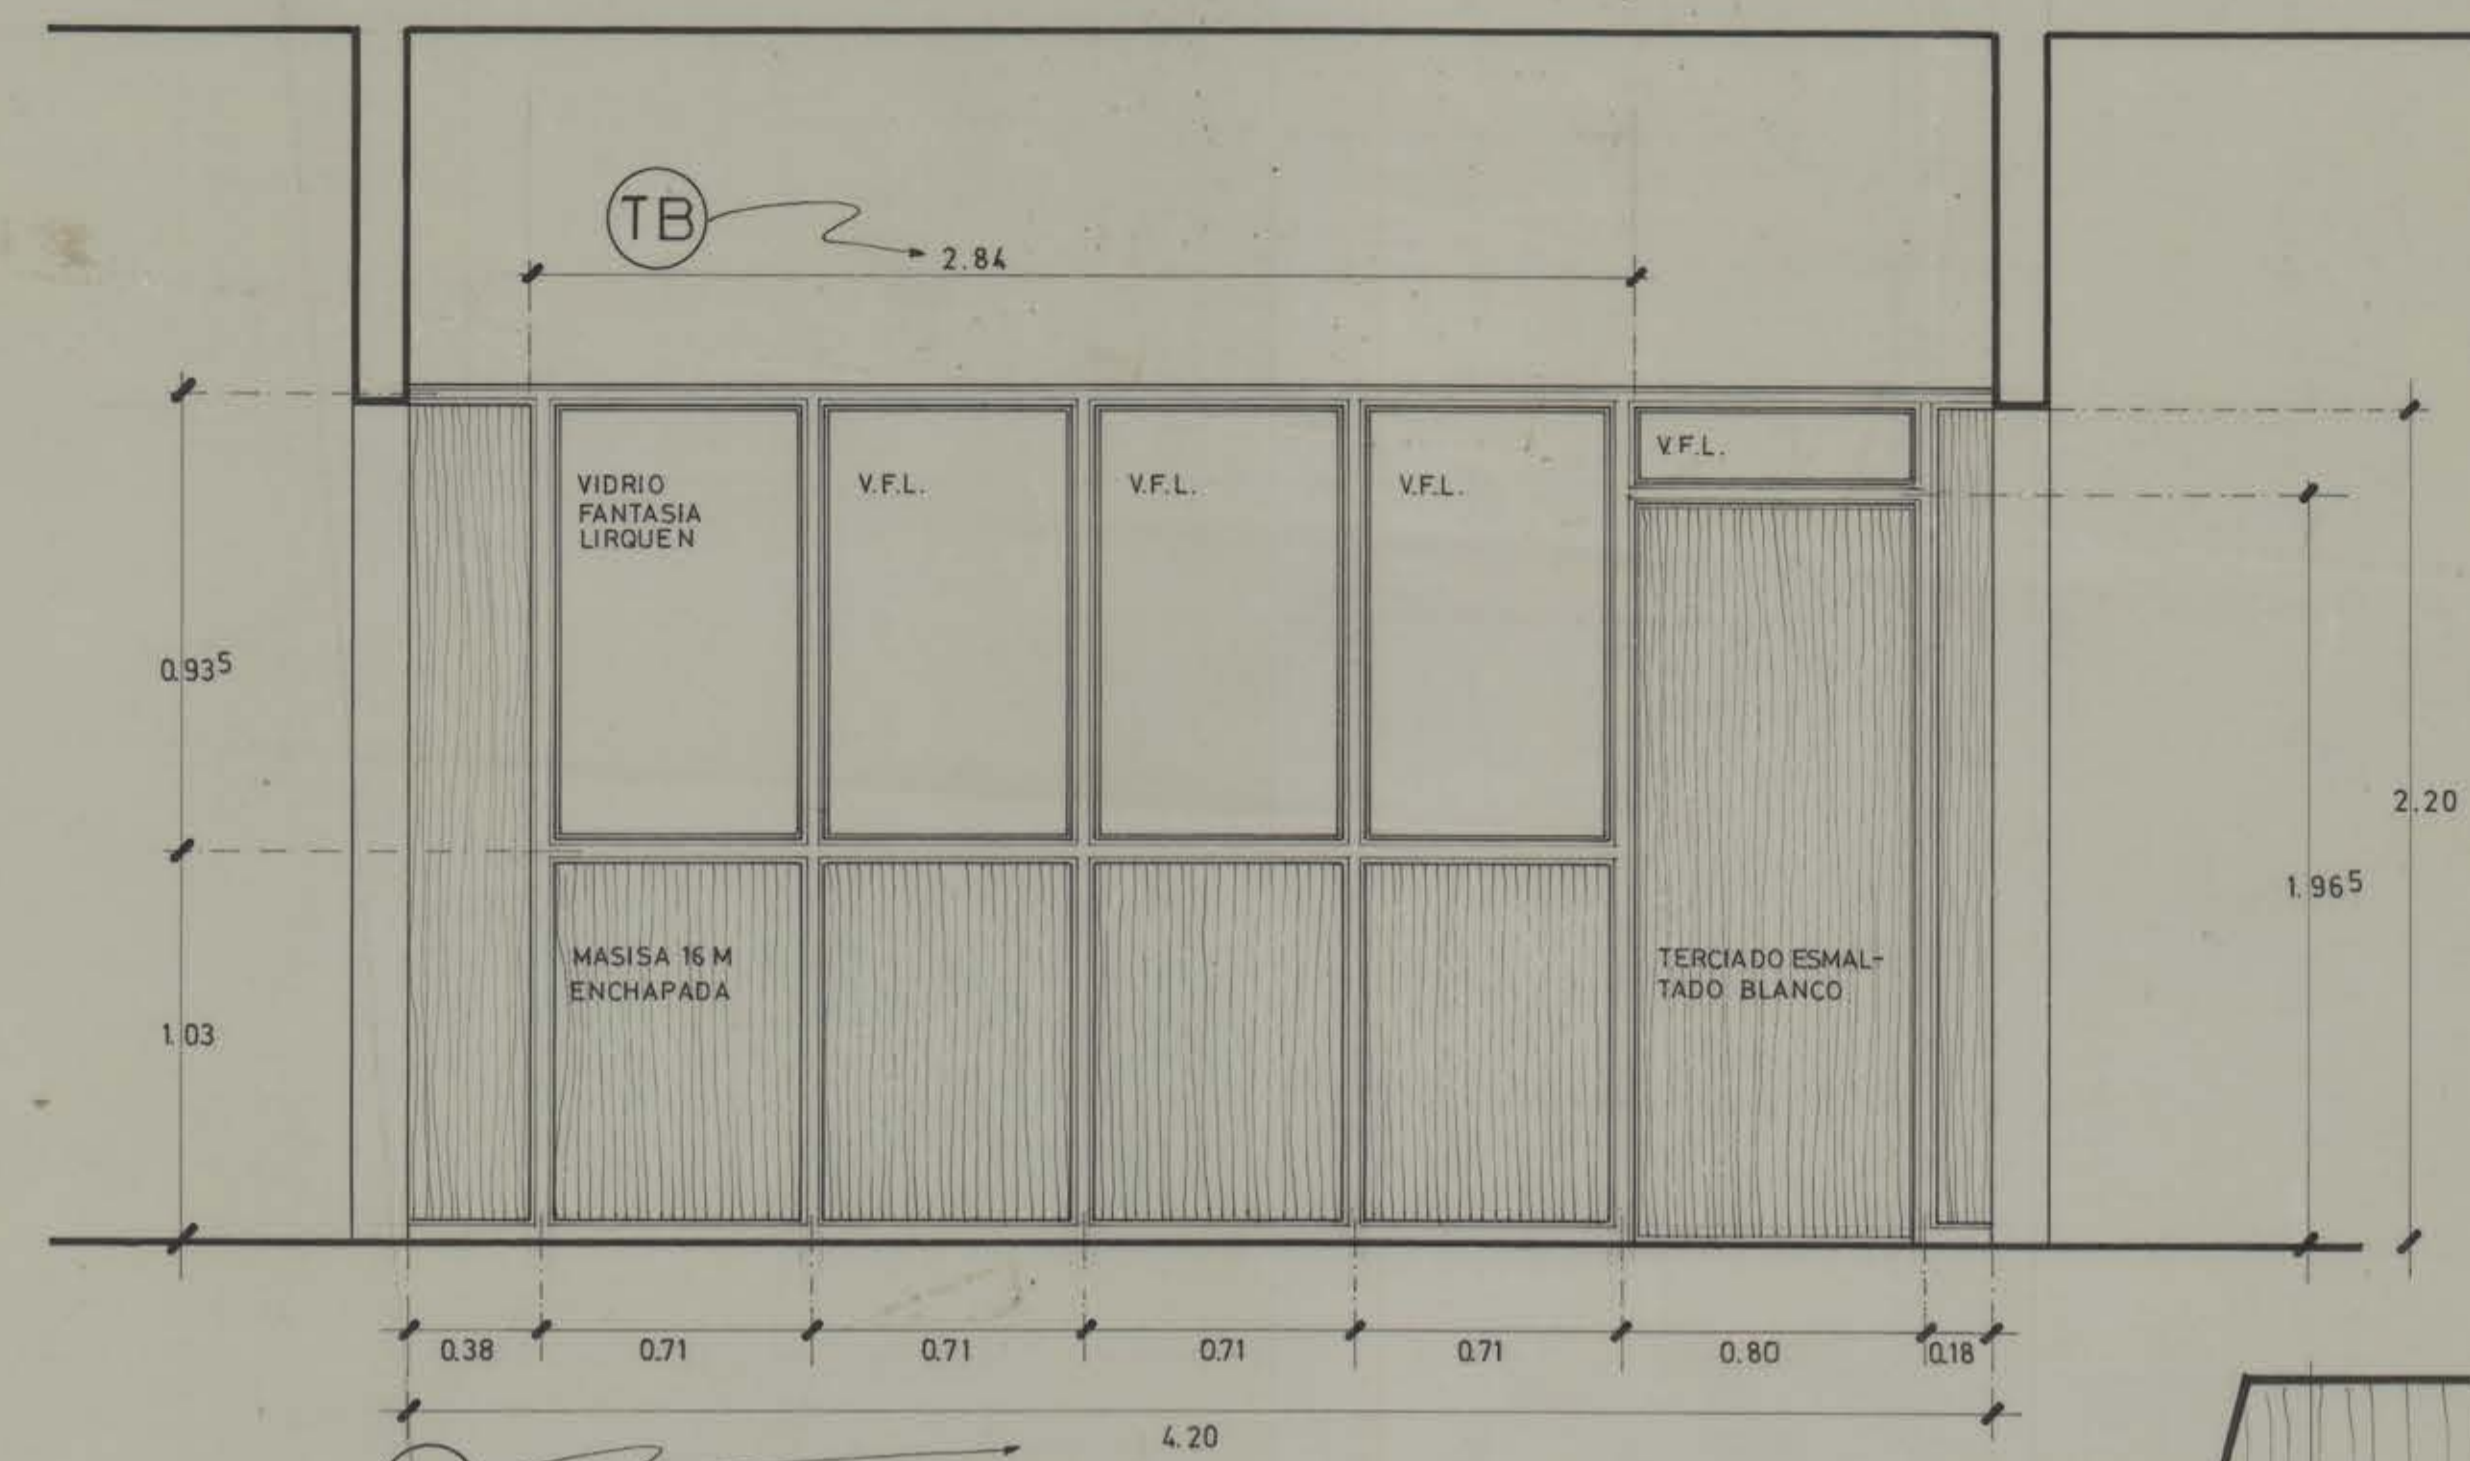 TB
2.84
VIDRIO
FANTASIA
LIRQUEN
V.F.L.
V.F.L.
V.F.L.
V.F.L.
0.935
2.20
1.965
MASISA 16 M
ENCHAPADA
TERCIADO ESMAL-
TADO BLANCO
1.03
0.38
0.71
0.71
0.71
0.71
0.80
0.18
4.20